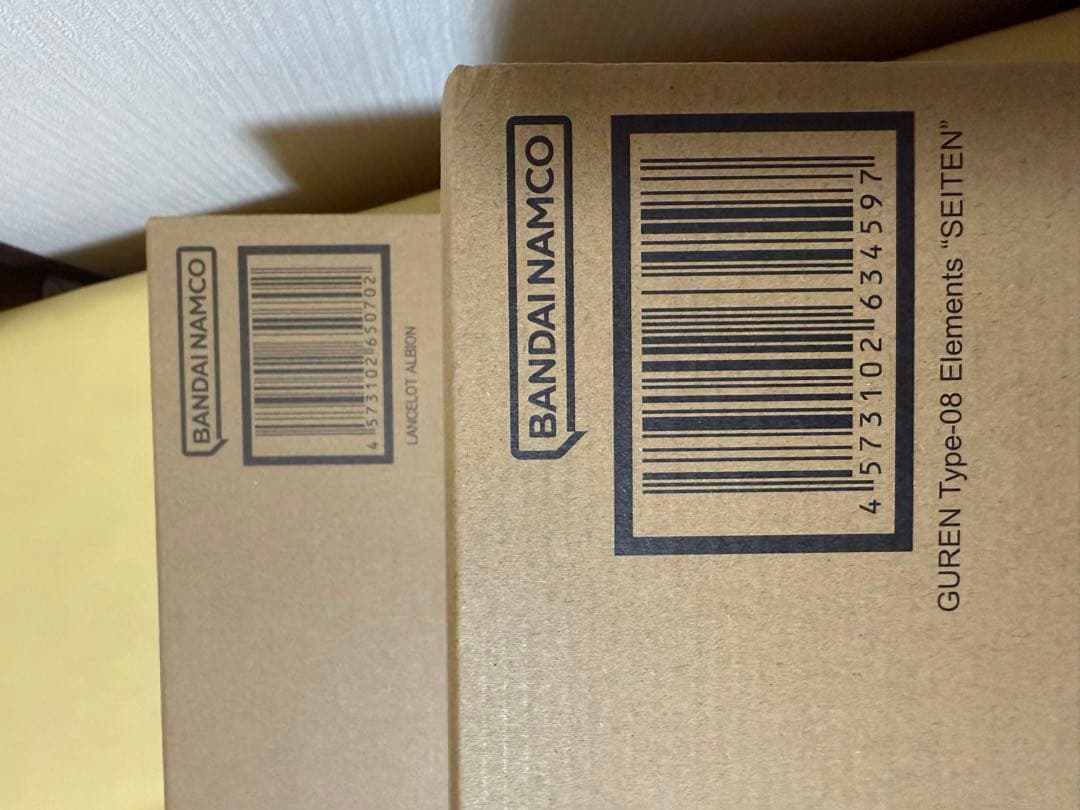 BANDAI NAMCO
4 573102 650702
LANCELOT ALBION
BANDAI NAMCO
4 573102 634597
GUREN Type-08 Elements “SEITEN”